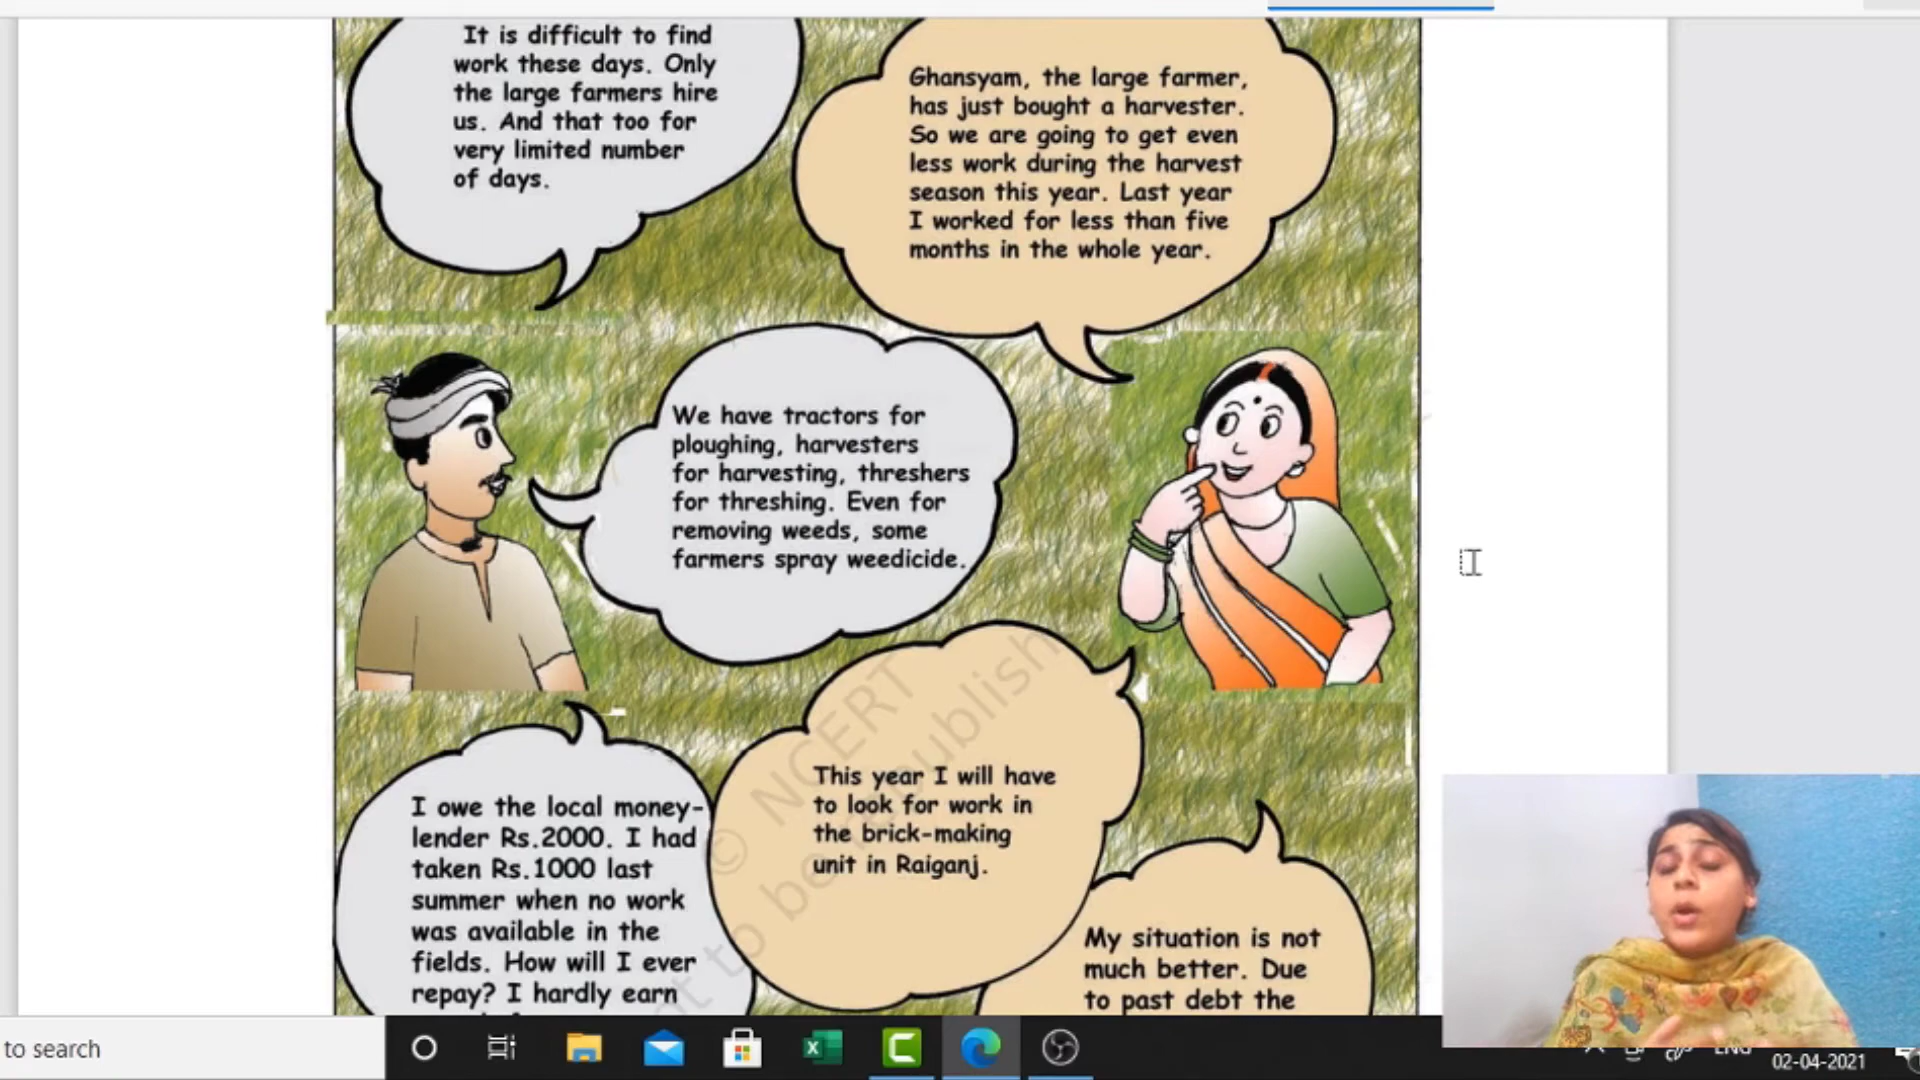 It is difficult to find
work these days. Only
the large farmers hire
us. And that too for
very limited number
of days.
Ghansyam, the large farmer,
has just bought a harvester.
So we are going to get even
less work during the harvest
season this year. Last year
I worked for less than five
months in the whole year.
We have tractors for
ploughing, harvesters
for harvesting, threshers
for threshing. Even for
removing weeds, some
farmers spray weedicide.
This year I will have
to look for work in
the brick-making
unit in Raiganj.
I owe the local money-
lender Rs.2000. I had
taken Rs.1000 last
summer when no work
was available in the
fields. How will I ever
repay? I hardly earn
My situation is not
much better. Due
to past debt the
© NCERT
to be republish
to search
ENG
02-04-2021